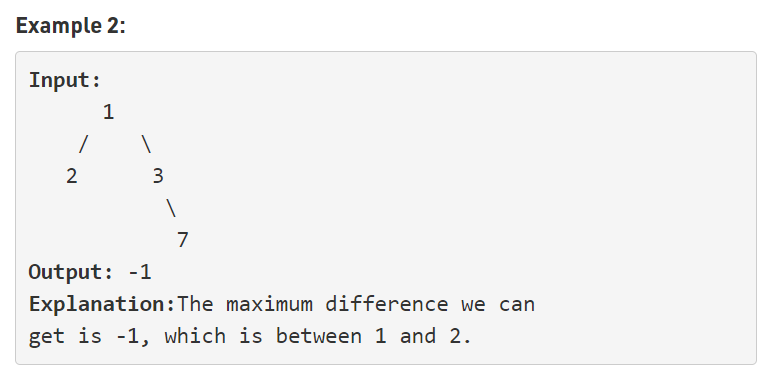 Example 2:
Input:
1
/ \
2 3
\
7
Output: -1
Explanation:The maximum difference we can
get is -1, which is between 1 and 2.